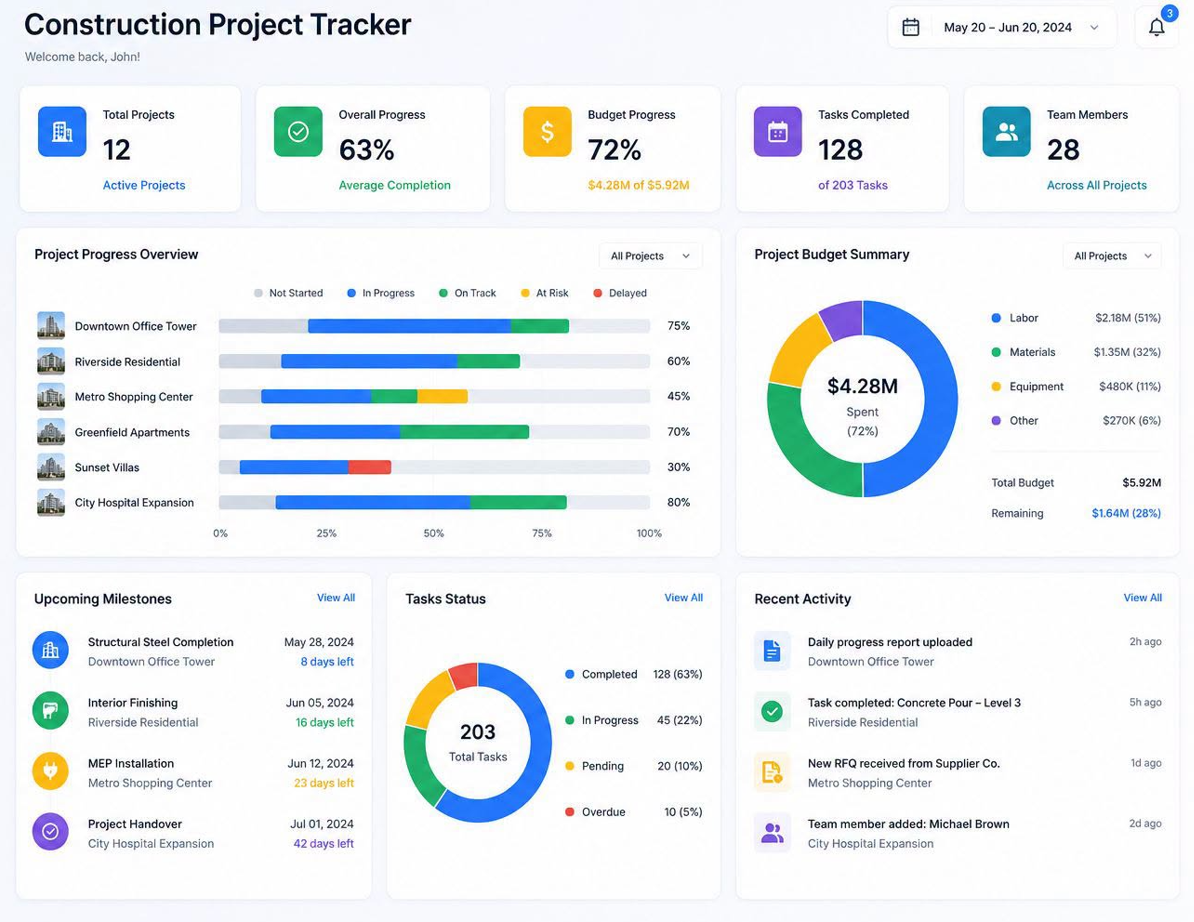 Construction Project Tracker
Welcome back, John!
May 20 – Jun 20, 2024
3
Total Projects
12
Active Projects
Overall Progress
63%
Average Completion
Budget Progress
72%
$4.28M of $5.92M
Tasks Completed
128
of 203 Tasks
Team Members
28
Across All Projects
Project Progress Overview
All Projects
Not Started
In Progress
On Track
At Risk
Delayed
Downtown Office Tower 75%
Riverside Residential 60%
Metro Shopping Center 45%
Greenfield Apartments 70%
Sunset Villas 30%
City Hospital Expansion 80%
0% 25% 50% 75% 100%
Project Budget Summary
All Projects
$4.28M
Spent
(72%)
Labor $2.18M (51%)
Materials $1.35M (32%)
Equipment $480K (11%)
Other $270K (6%)
Total Budget $5.92M
Remaining $1.64M (28%)
Upcoming Milestones View All
Structural Steel Completion May 28, 2024
Downtown Office Tower 8 days left
Interior Finishing Jun 05, 2024
Riverside Residential 16 days left
MEP Installation Jun 12, 2024
Metro Shopping Center 23 days left
Project Handover Jul 01, 2024
City Hospital Expansion 42 days left
Tasks Status View All
203
Total Tasks
Completed 128 (63%)
In Progress 45 (22%)
Pending 20 (10%)
Overdue 10 (5%)
Recent Activity View All
Daily progress report uploaded 2h ago
Downtown Office Tower
Task completed: Concrete Pour – Level 3 5h ago
Riverside Residential
New RFQ received from Supplier Co. 1d ago
Metro Shopping Center
Team member added: Michael Brown 2d ago
City Hospital Expansion